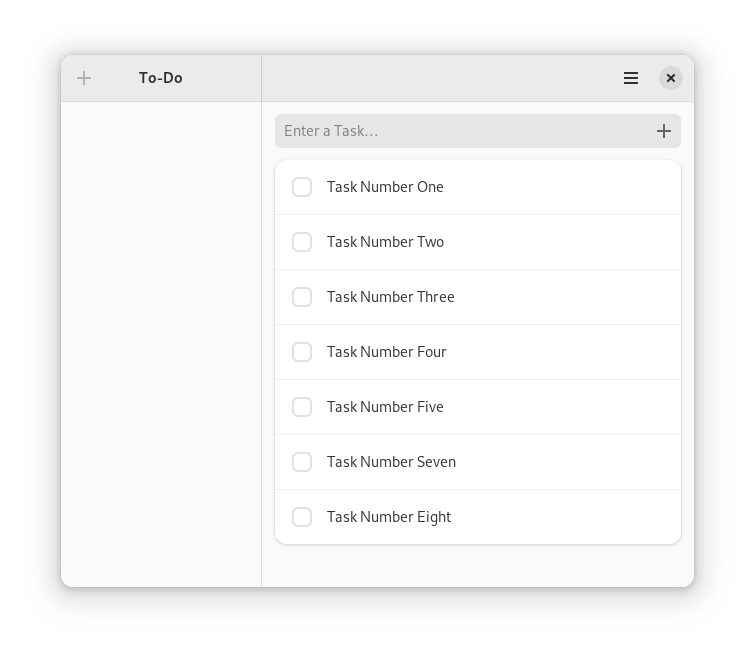 To-Do
Enter a Task...
Task Number One
Task Number Two
Task Number Three
Task Number Four
Task Number Five
Task Number Seven
Task Number Eight